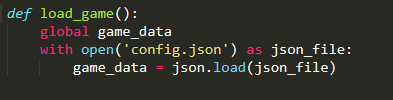 def load_game():
    global game_data
    with open('config.json') as json_file:
        game_data = json.load(json_file)